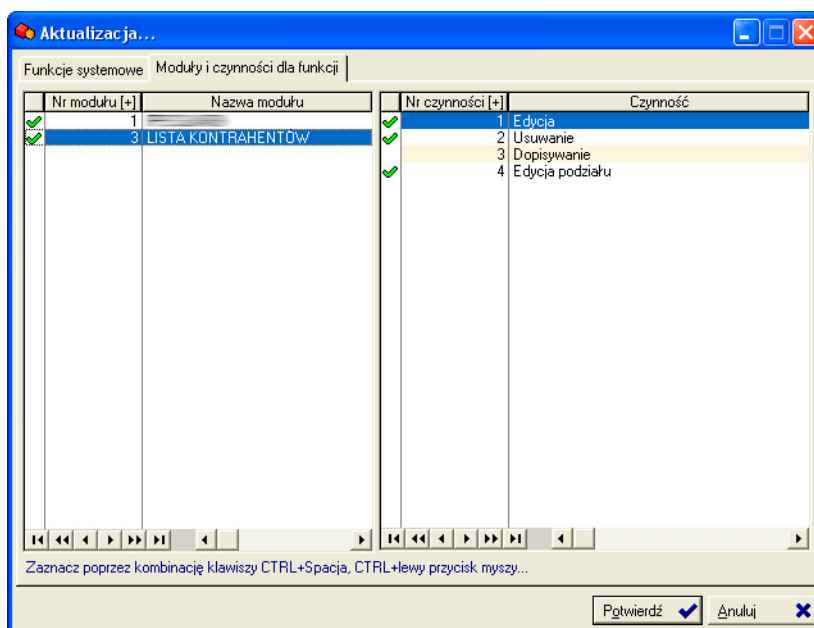 Aktualizacja...
Funkcje systemowe Moduły i czynności dla funkcji
Nr modułu [+] Nazwa modułu Nr czynności [+] Czynność
1 1 Edycja
3 LISTA KONTRAHENTÓW 2 Usuwanie
3 Dopisywanie
4 Edycja podziału
Zaznacz poprzez kombinację klawiszy CTRL+Spacja, CTRL+lewy przycisk myszy...
Potwierdź Anuluj